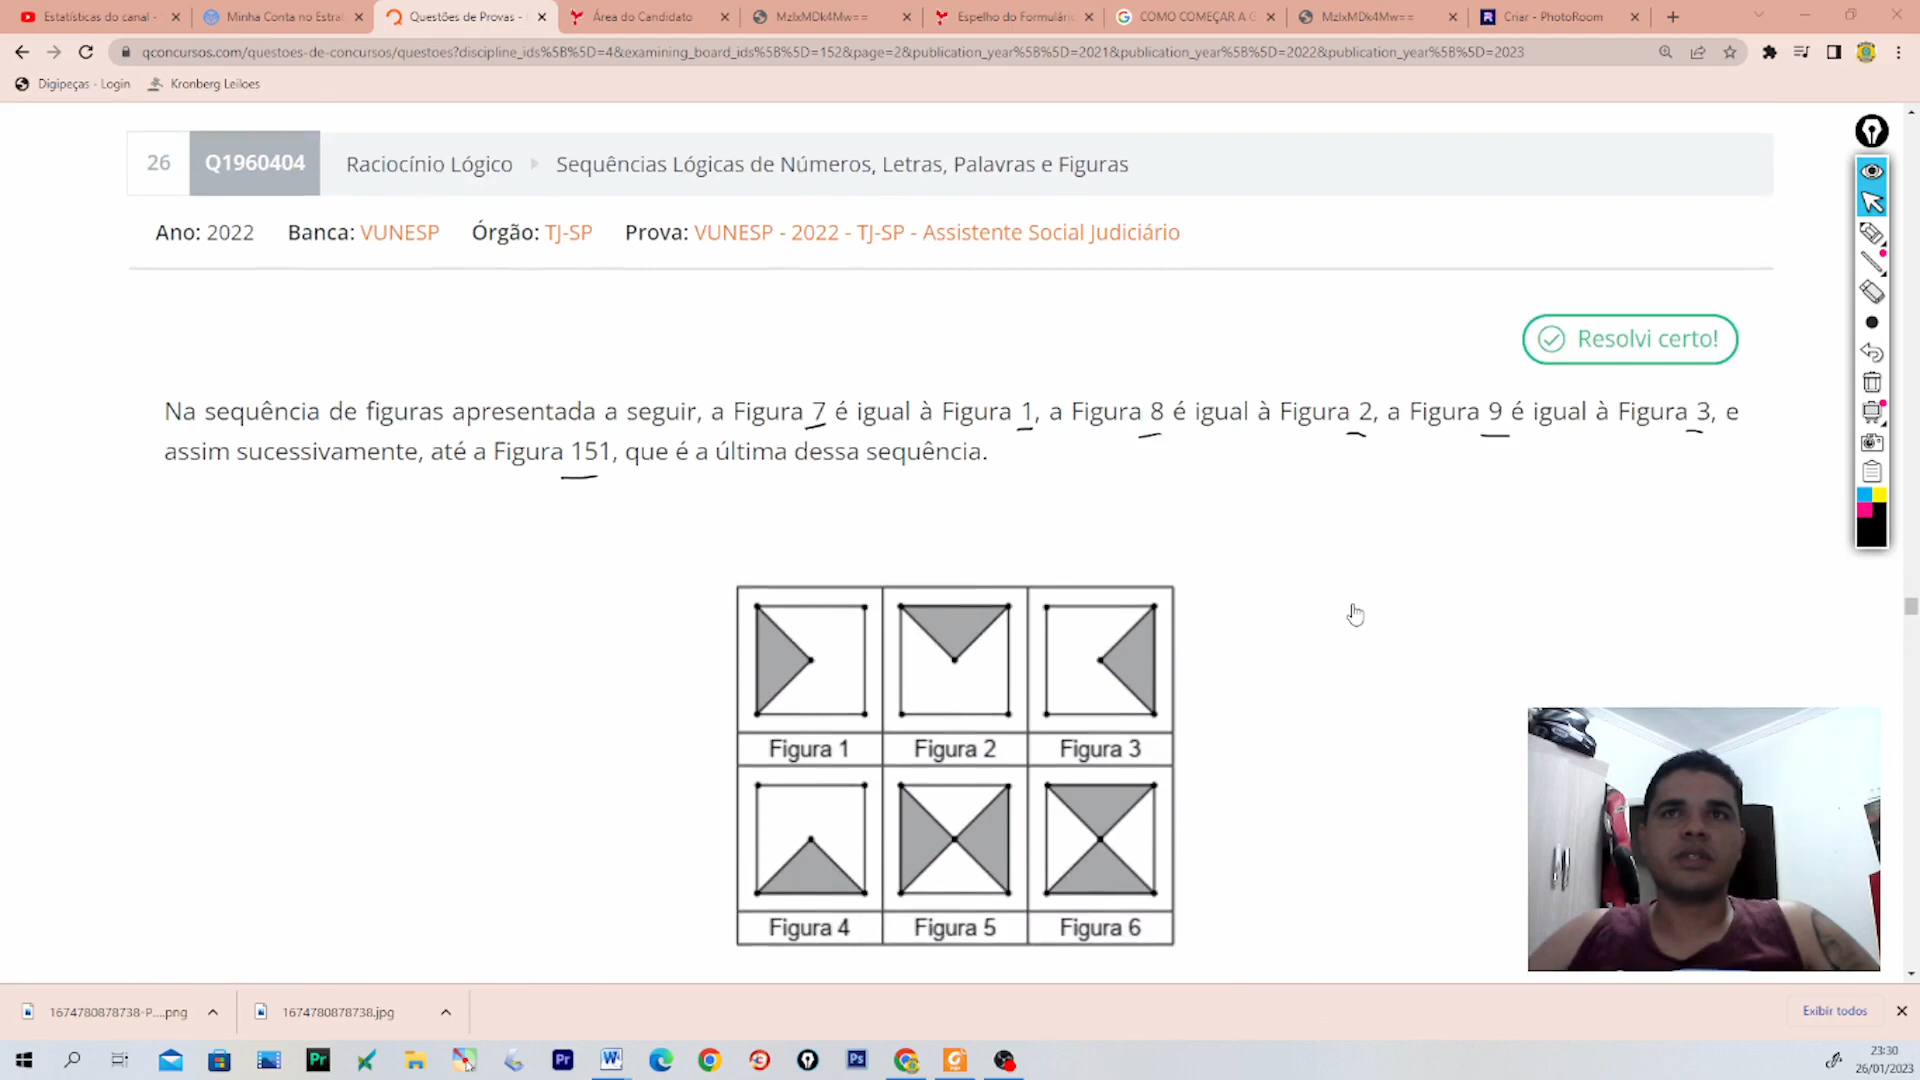 Estatísticas do canal -
Minha Conta no Estrat
Questões de Provas -
Área do Candidato
MzIxMDk4Mw==
Espelho do Formulári
COMO COMEÇAR A G
MzIxMDk4Mw==
Criar - PhotoRoom
qconcursos.com/questoes-de-concursos/questoes?discipline_ids%5B%5D=4&examining_board_ids%5B%5D=152&page=2&publication_year%5B%5D=2021&publication_year%5B%5D=2022&publication_year%5B%5D=2023
Digipeças - Login
Kronberg Leiloes
26 Q1960404 Raciocínio Lógico Sequências Lógicas de Números, Letras, Palavras e Figuras
Ano: 2022 Banca: VUNESP Órgão: TJ-SP Prova: VUNESP - 2022 - TJ-SP - Assistente Social Judiciário
Resolvi certo!
Na sequência de figuras apresentada a seguir, a Figura 7 é igual à Figura 1, a Figura 8 é igual à Figura 2, a Figura 9 é igual à Figura 3, e
assim sucessivamente, até a Figura 151, que é a última dessa sequência.
Figura 1 Figura 2 Figura 3
Figura 4 Figura 5 Figura 6
1674780878738-P....png
1674780878738.jpg
Exibir todos
Pr
Pr
W
Ps
23:30
26/01/2023